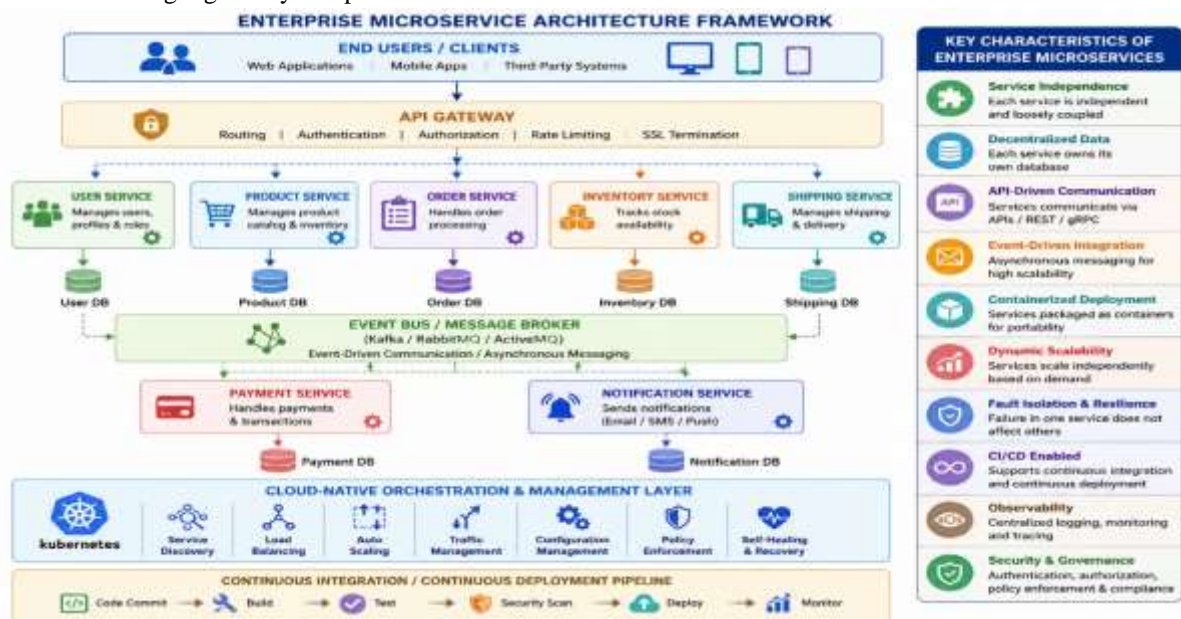 ENTERPRISE MICROSERVICE ARCHITECTURE FRAMEWORK
END USERS / CLIENTS
Web Applications | Mobile Apps | Third-Party Systems
API GATEWAY
Routing | Authentication | Authorization | Rate Limiting | SSL Termination
USER SERVICE
Manages users,
profiles & roles
PRODUCT SERVICE
Manages product
catalog & inventory
ORDER SERVICE
Handles order
processing
INVENTORY SERVICE
Tracks stock
availability
SHIPPING SERVICE
Manages shipping
& delivery
User DB
Product DB
Order DB
Inventory DB
Shipping DB
EVENT BUS / MESSAGE BROKER
(Kafka / RabbitMQ / ActiveMQ)
Event-Driven Communication / Asynchronous Messaging
PAYMENT SERVICE
Handles payments
& transactions
NOTIFICATION SERVICE
Sends notifications
(Email / SMS / Push)
Payment DB
Notification DB
CLOUD-NATIVE ORCHESTRATION & MANAGEMENT LAYER
kubernetes
Service
Discovery
Load
Balancing
Auto
Scaling
Traffic
Management
Configuration
Management
Policy
Enforcement
Self-Healing
& Recovery
CONTINUOUS INTEGRATION / CONTINUOUS DEPLOYMENT PIPELINE
Code Commit
Build
Test
Security Scan
Deploy
Monitor
KEY CHARACTERISTICS OF
ENTERPRISE MICROSERVICES
Service Independence
Each service is independent
and loosely coupled
Decentralized Data
Each service owns its
own database
API
API-Driven Communication
Services communicate via
APIs / REST / gRPC
Event-Driven Integration
Asynchronous messaging for
high scalability
Containerized Deployment
Services packaged as containers
for portability
Dynamic Scalability
Services scale independently
based on demand
Fault Isolation & Resilience
Failure in one service does not
affect others
CI/CD Enabled
Supports continuous integration
and continuous deployment
Observability
Centralized logging, monitoring
and tracing
Security & Governance
Authentication, authorization,
policy enforcement & compliance